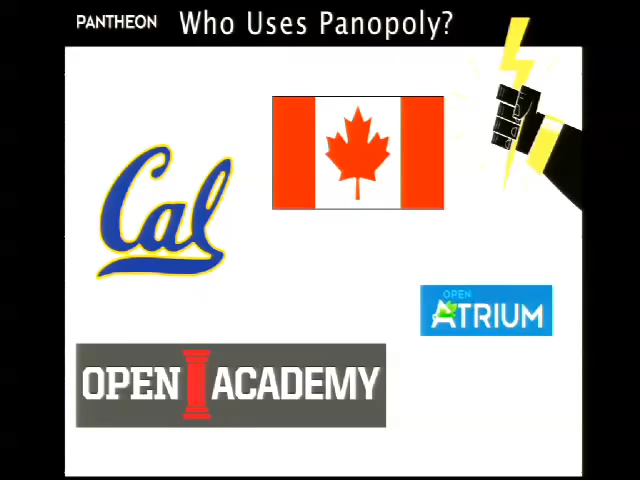 PANTHEON Who Uses Panopoly?
Cal
OPEN
ATRIUM
OPEN ACADEMY